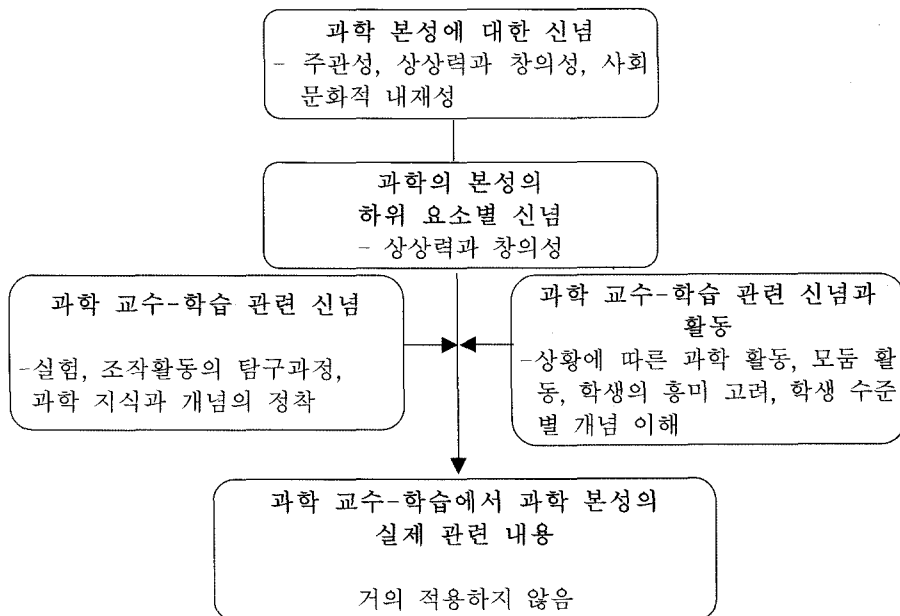 과학 본성에 대한 신념
- 주관성, 상상력과 창의성, 사회
문화적 내재성
과학의 본성의
하위 요소별 신념
- 상상력과 창의성
과학 교수-학습 관련 신념
-실험, 조작활동의 탐구과정,
과학 지식과 개념의 정착
과학 교수-학습 관련 신념과
활동
-상황에 따른 과학 활동, 모둠 활
동, 학생의 흥미 고려, 학생 수준
별 개념 이해
과학 교수-학습에서 과학 본성의
실제 관련 내용
거의 적용하지 않음